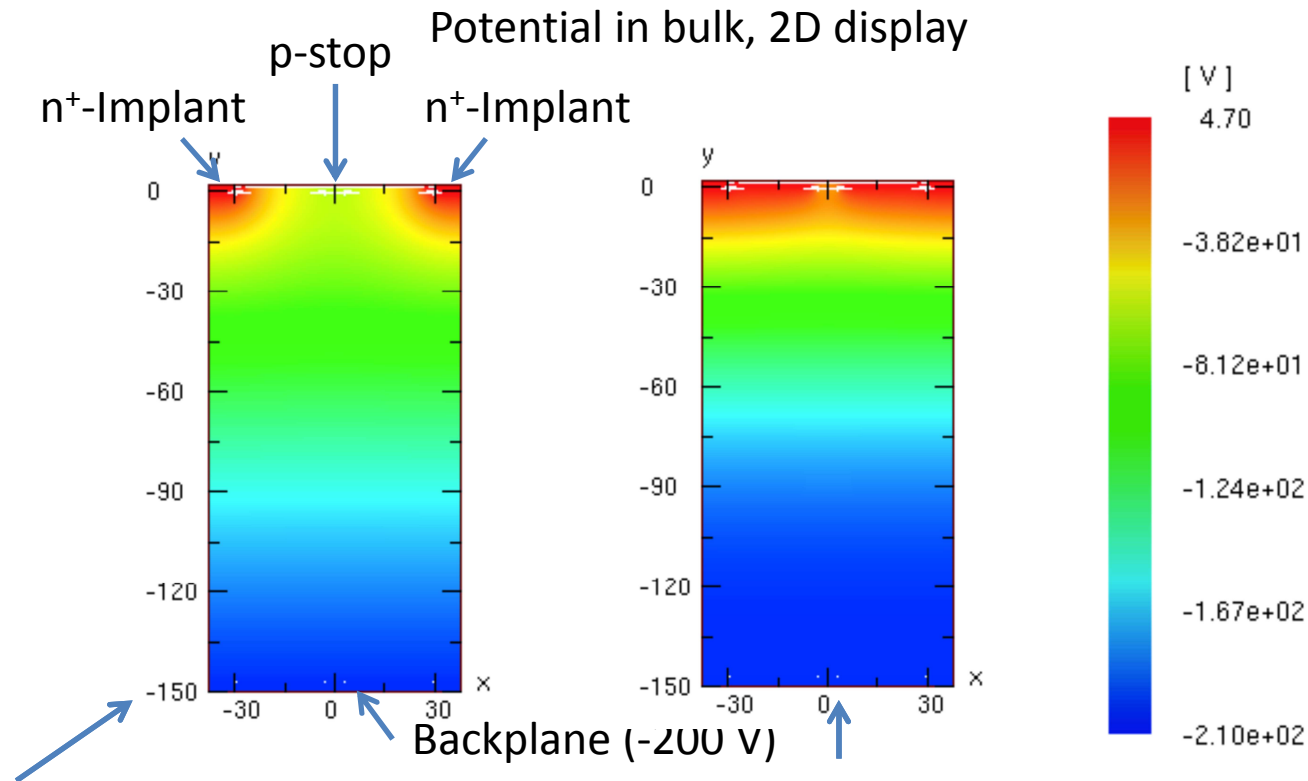 Potential in bulk, 2D display
p-stop
n⁺-Implant
n⁺-Implant
[ V ]
4.70
-3.82e+01
-8.12e+01
-1.24e+02
-1.67e+02
-2.10e+02
y
0
-30
-60
-90
-120
-150
-30
0
30
x
y
0
-30
-60
-90
-120
-150
-30
0
30
x
Backplane (-200 V)